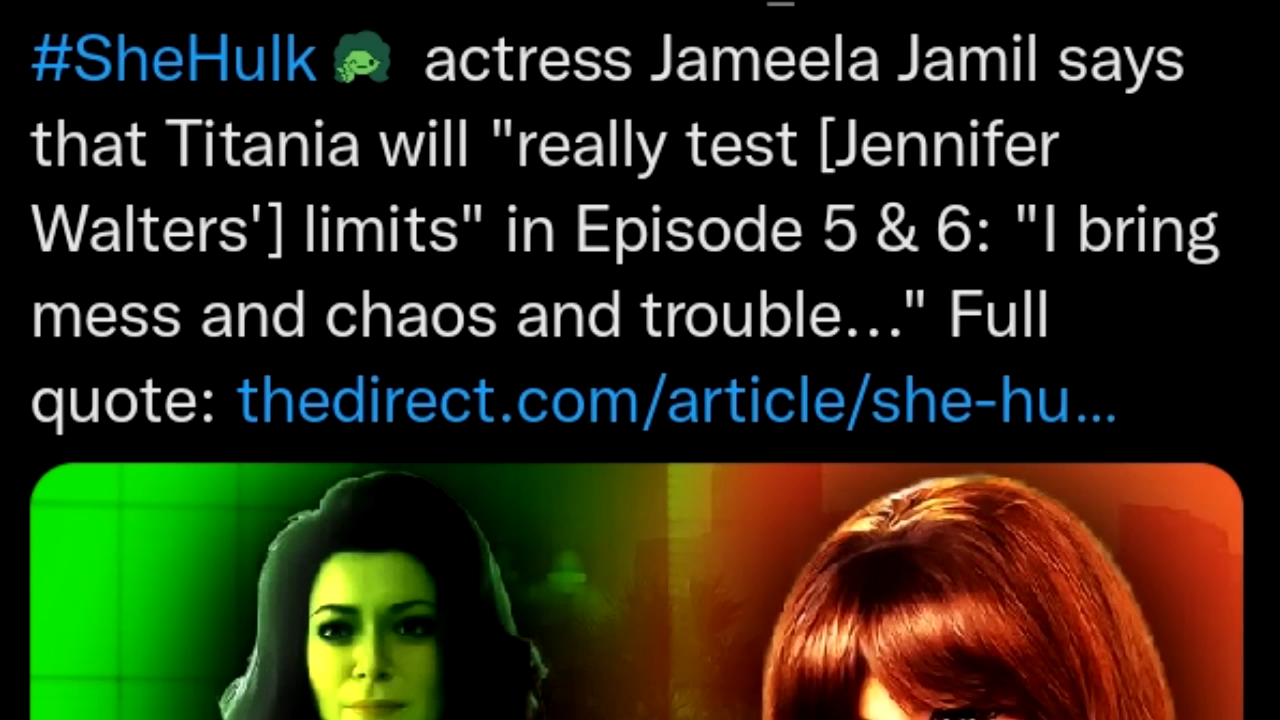 #SheHulk actress Jameela Jamil says
that Titania will "really test [Jennifer
Walters'] limits" in Episode 5 & 6: "I bring
mess and chaos and trouble…" Full
quote: thedirect.com/article/she-hu…